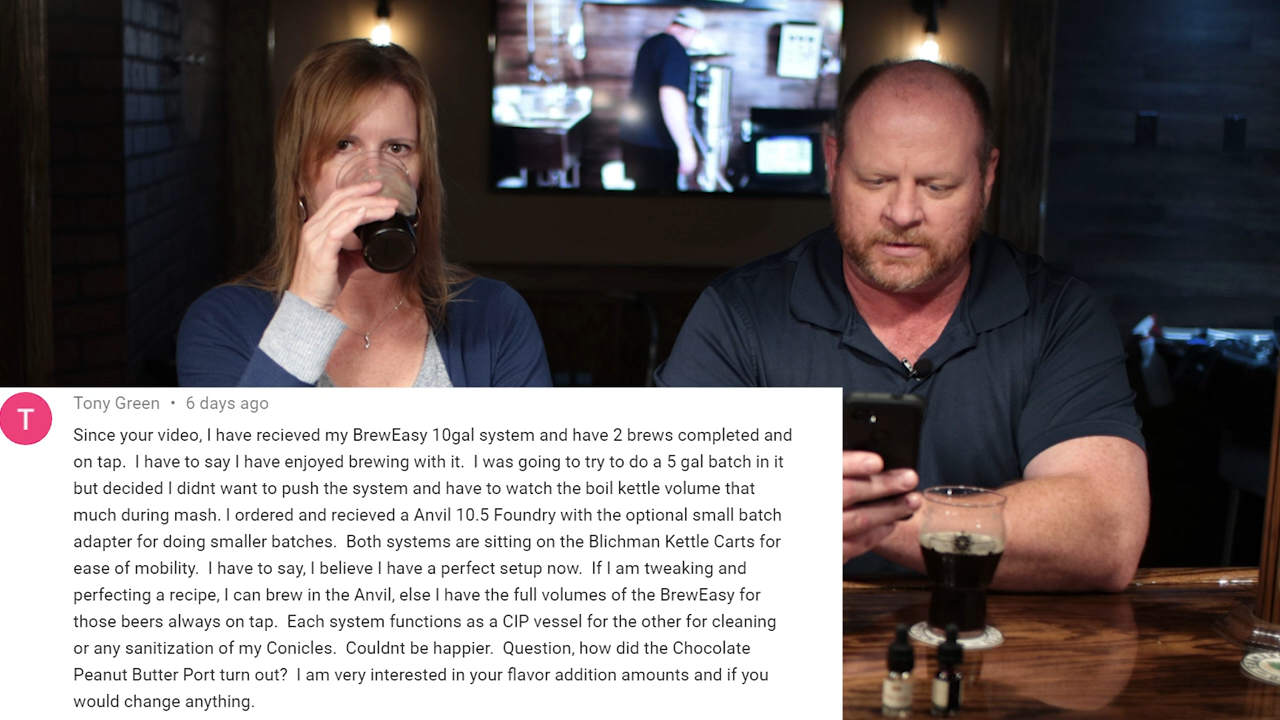 T
Tony Green • 6 days ago
Since your video, I have recieved my BrewEasy 10gal system and have 2 brews completed and
on tap.  I have to say I have enjoyed brewing with it.  I was going to try to do a 5 gal batch in it
but decided I didnt want to push the system and have to watch the boil kettle volume that
much during mash. I ordered and recieved a Anvil 10.5 Foundry with the optional small batch
adapter for doing smaller batches.  Both systems are sitting on the Blichman Kettle Carts for
ease of mobility.  I have to say, I believe I have a perfect setup now.  If I am tweaking and
perfecting a recipe, I can brew in the Anvil, else I have the full volumes of the BrewEasy for
those beers always on tap.  Each system functions as a CIP vessel for the other for cleaning
or any sanitization of my Conicles.  Couldnt be happier.  Question, how did the Chocolate
Peanut Butter Port turn out?  I am very interested in your flavor addition amounts and if you
would change anything.